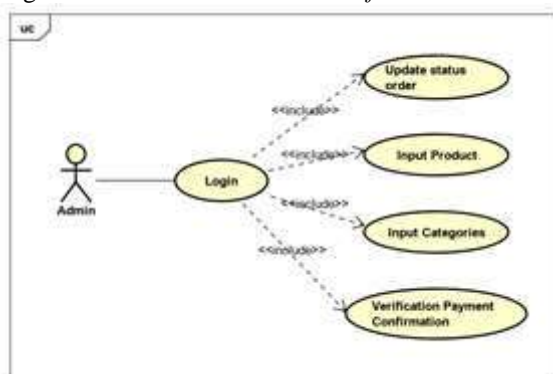 uc
Update status
order
<<include>>
Input Product
<<include>>
Login
Admin
<<include>>
Input Categories
<<include>>
Verification Payment
Confirmation